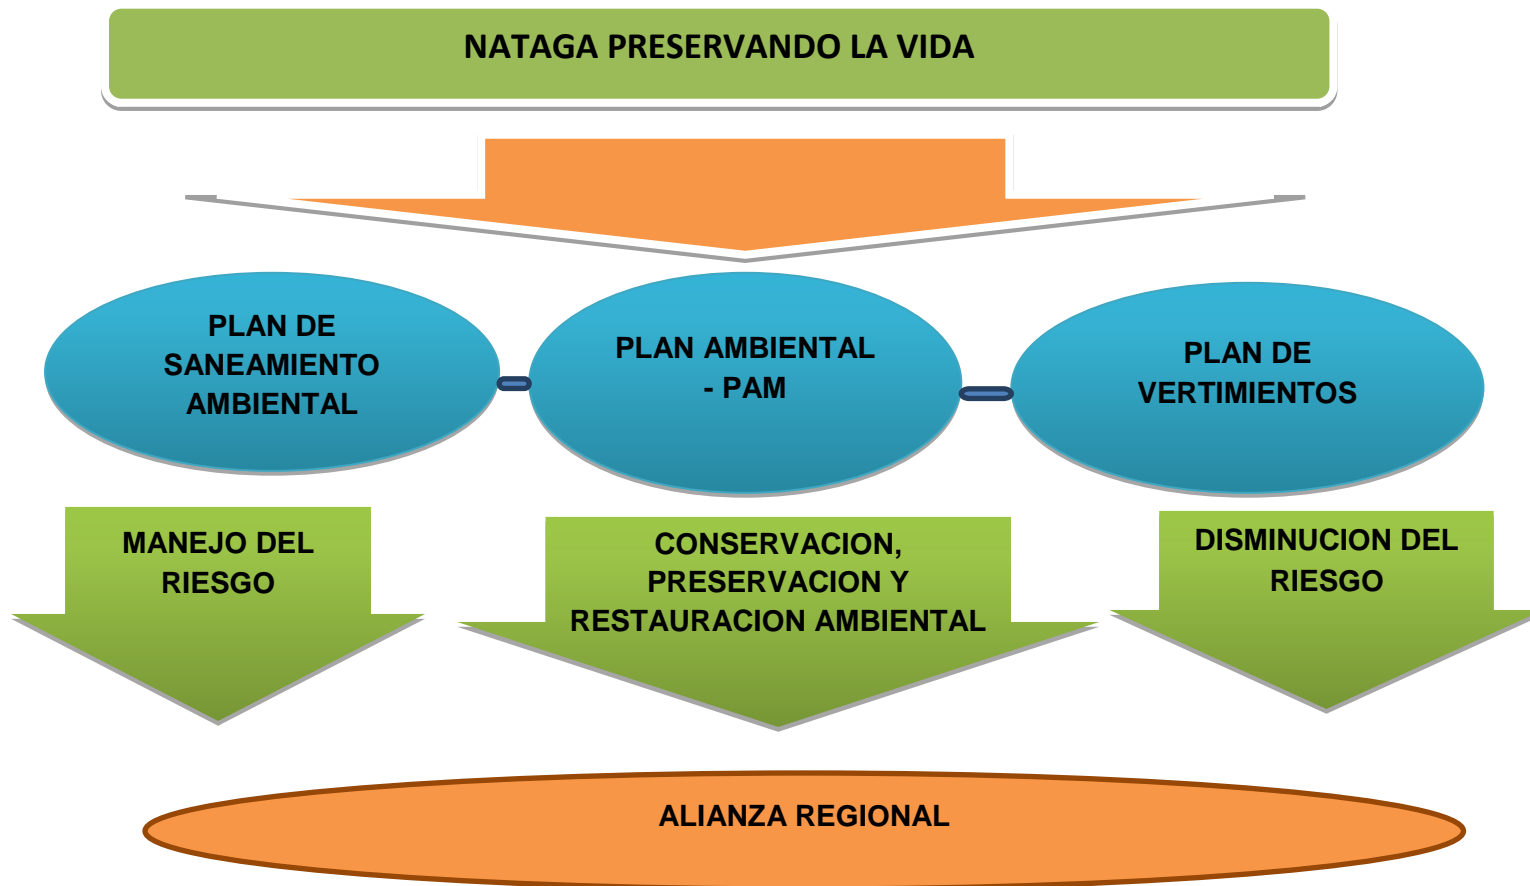 NATAGA PRESERVANDO LA VIDA
PLAN DE
SANEAMIENTO
AMBIENTAL
PLAN AMBIENTAL
- PAM
PLAN DE
VERTIMIENTOS
MANEJO DEL
RIESGO
CONSERVACION,
PRESERVACION Y
RESTAURACION AMBIENTAL
DISMINUCION DEL
RIESGO
ALIANZA REGIONAL